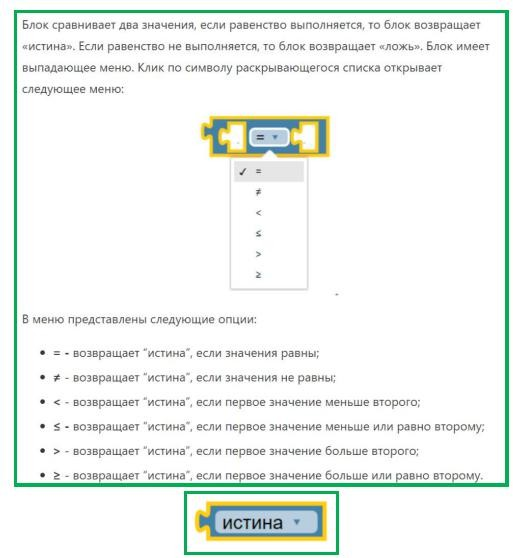 Блок сравнивает два значения, если равенство выполняется, то блок возвращает
«истина». Если равенство не выполняется, то блок возвращает «ложь». Блок имеет
выпадающее меню. Клик по символу раскрывающегося списка открывает
следующее меню:
= ▾
✓ =
≠
<
≤
>
≥
В меню представлены следующие опции:
• = - возвращает “истина”, если значения равны;
• ≠ - возвращает “истина”, если значения не равны;
• < - возвращает “истина”, если первое значение меньше второго;
• ≤ - возвращает “истина”, если первое значение меньше или равно второму;
• > - возвращает “истина”, если первое значение больше второго;
• ≥ - возвращает “истина”, если первое значение больше или равно второму.
истина ▾